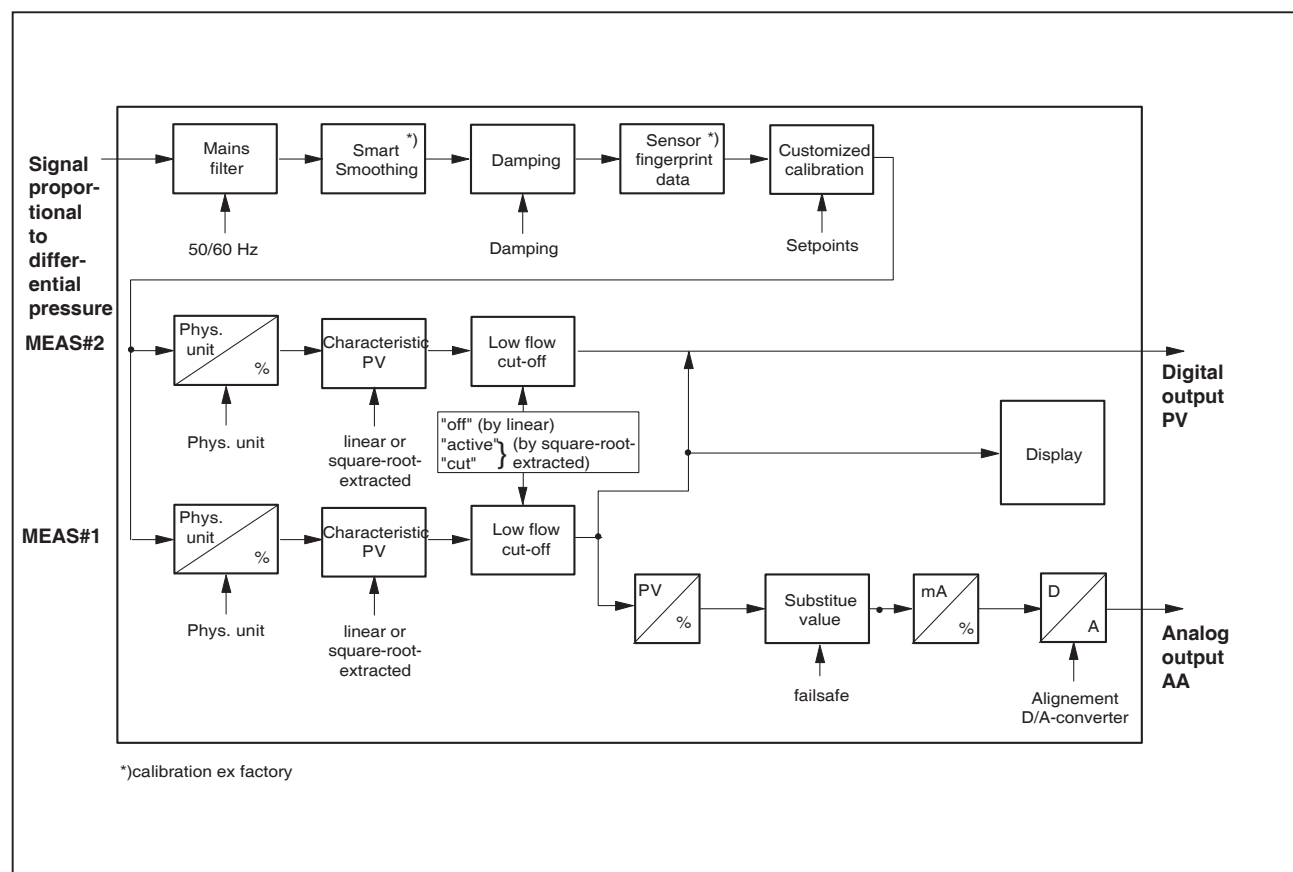 Signal
propor-
tional
to
differ-
ential
pressure
Mains
filter
50/60 Hz
*)
Smart
Smoothing
Damping
Damping
Sensor *)
fingerprint
data
Customized
calibration
Setpoints
MEAS#2
Phys.
unit
%
Phys. unit
Characteristic
PV
linear or
square-root-
extracted
Low flow
cut-off
"off" (by linear)
"active" } (by square-root-
"cut" extracted)
Digital
output
PV
Display
MEAS#1
Phys.
unit
%
Phys. unit
Characteristic
PV
linear or
square-root-
extracted
Low flow
cut-off
PV
%
Substitue
value
failsafe
mA
%
D
A
Alignement
D/A-converter
Analog
output
AA
*)calibration ex factory